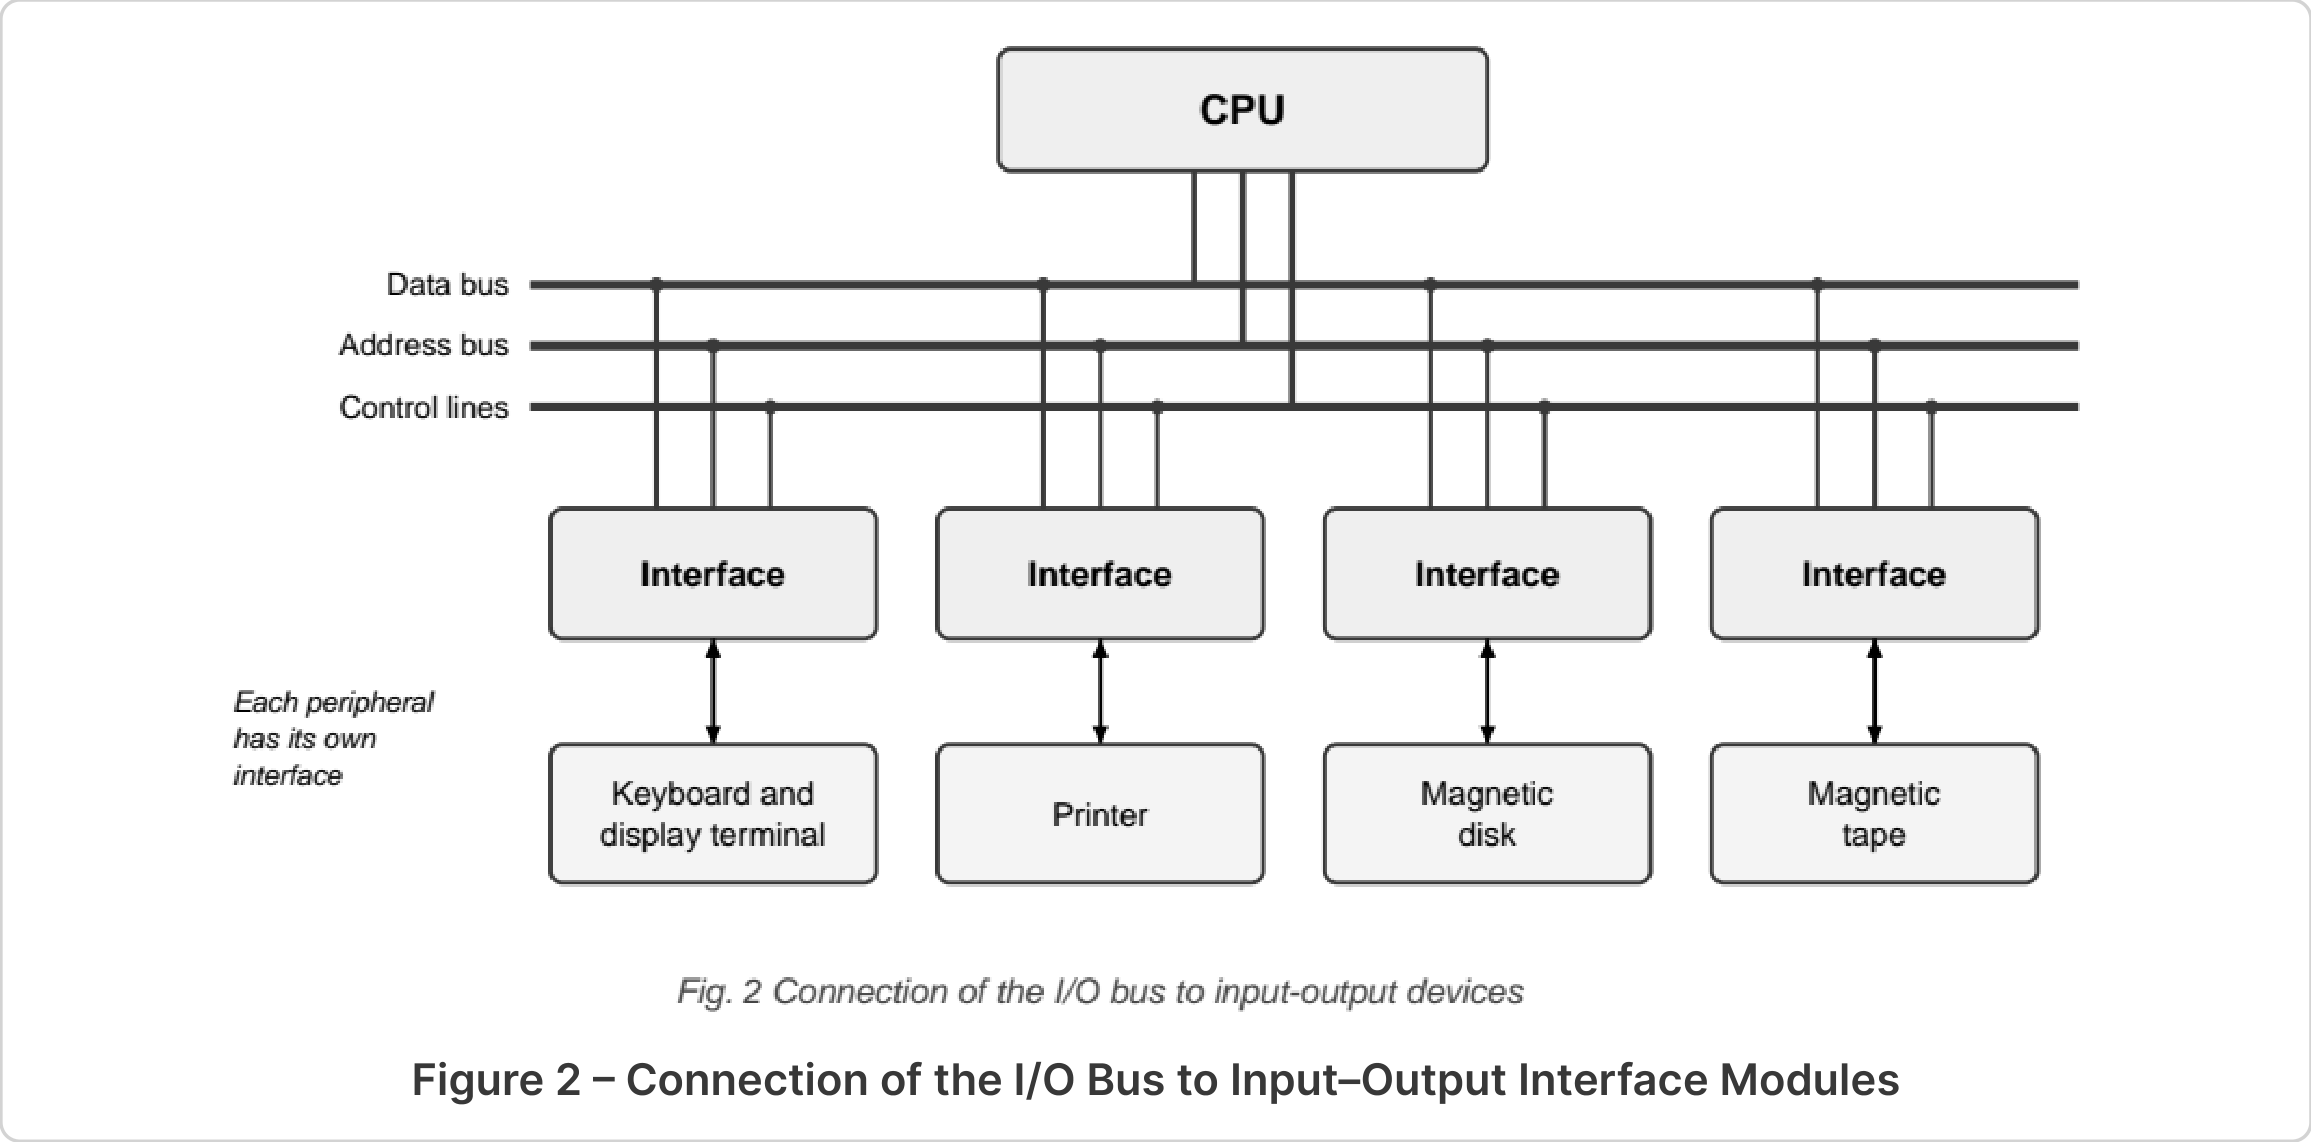 CPU
Data bus
Address bus
Control lines
Interface
Interface
Interface
Interface
Each peripheral
has its own
interface
Keyboard and
display terminal
Printer
Magnetic
disk
Magnetic
tape
Fig. 2 Connection of the I/O bus to input-output devices
Figure 2 – Connection of the I/O Bus to Input–Output Interface Modules